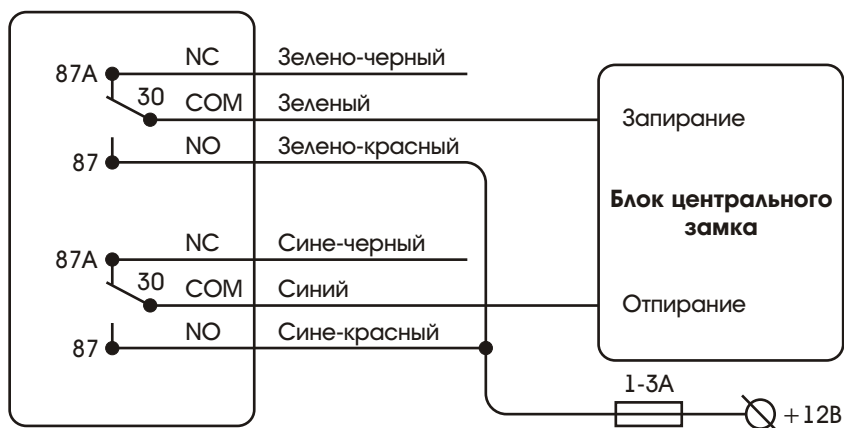 NC Зелено-черный
87A
30 COM Зеленый
Запирание
NO Зелено-красный
87
Блок центрального
замка
NC Сине-черный
87A
30 COM Синий
Отпирание
NO Сине-красный
87
1-3А
+12В